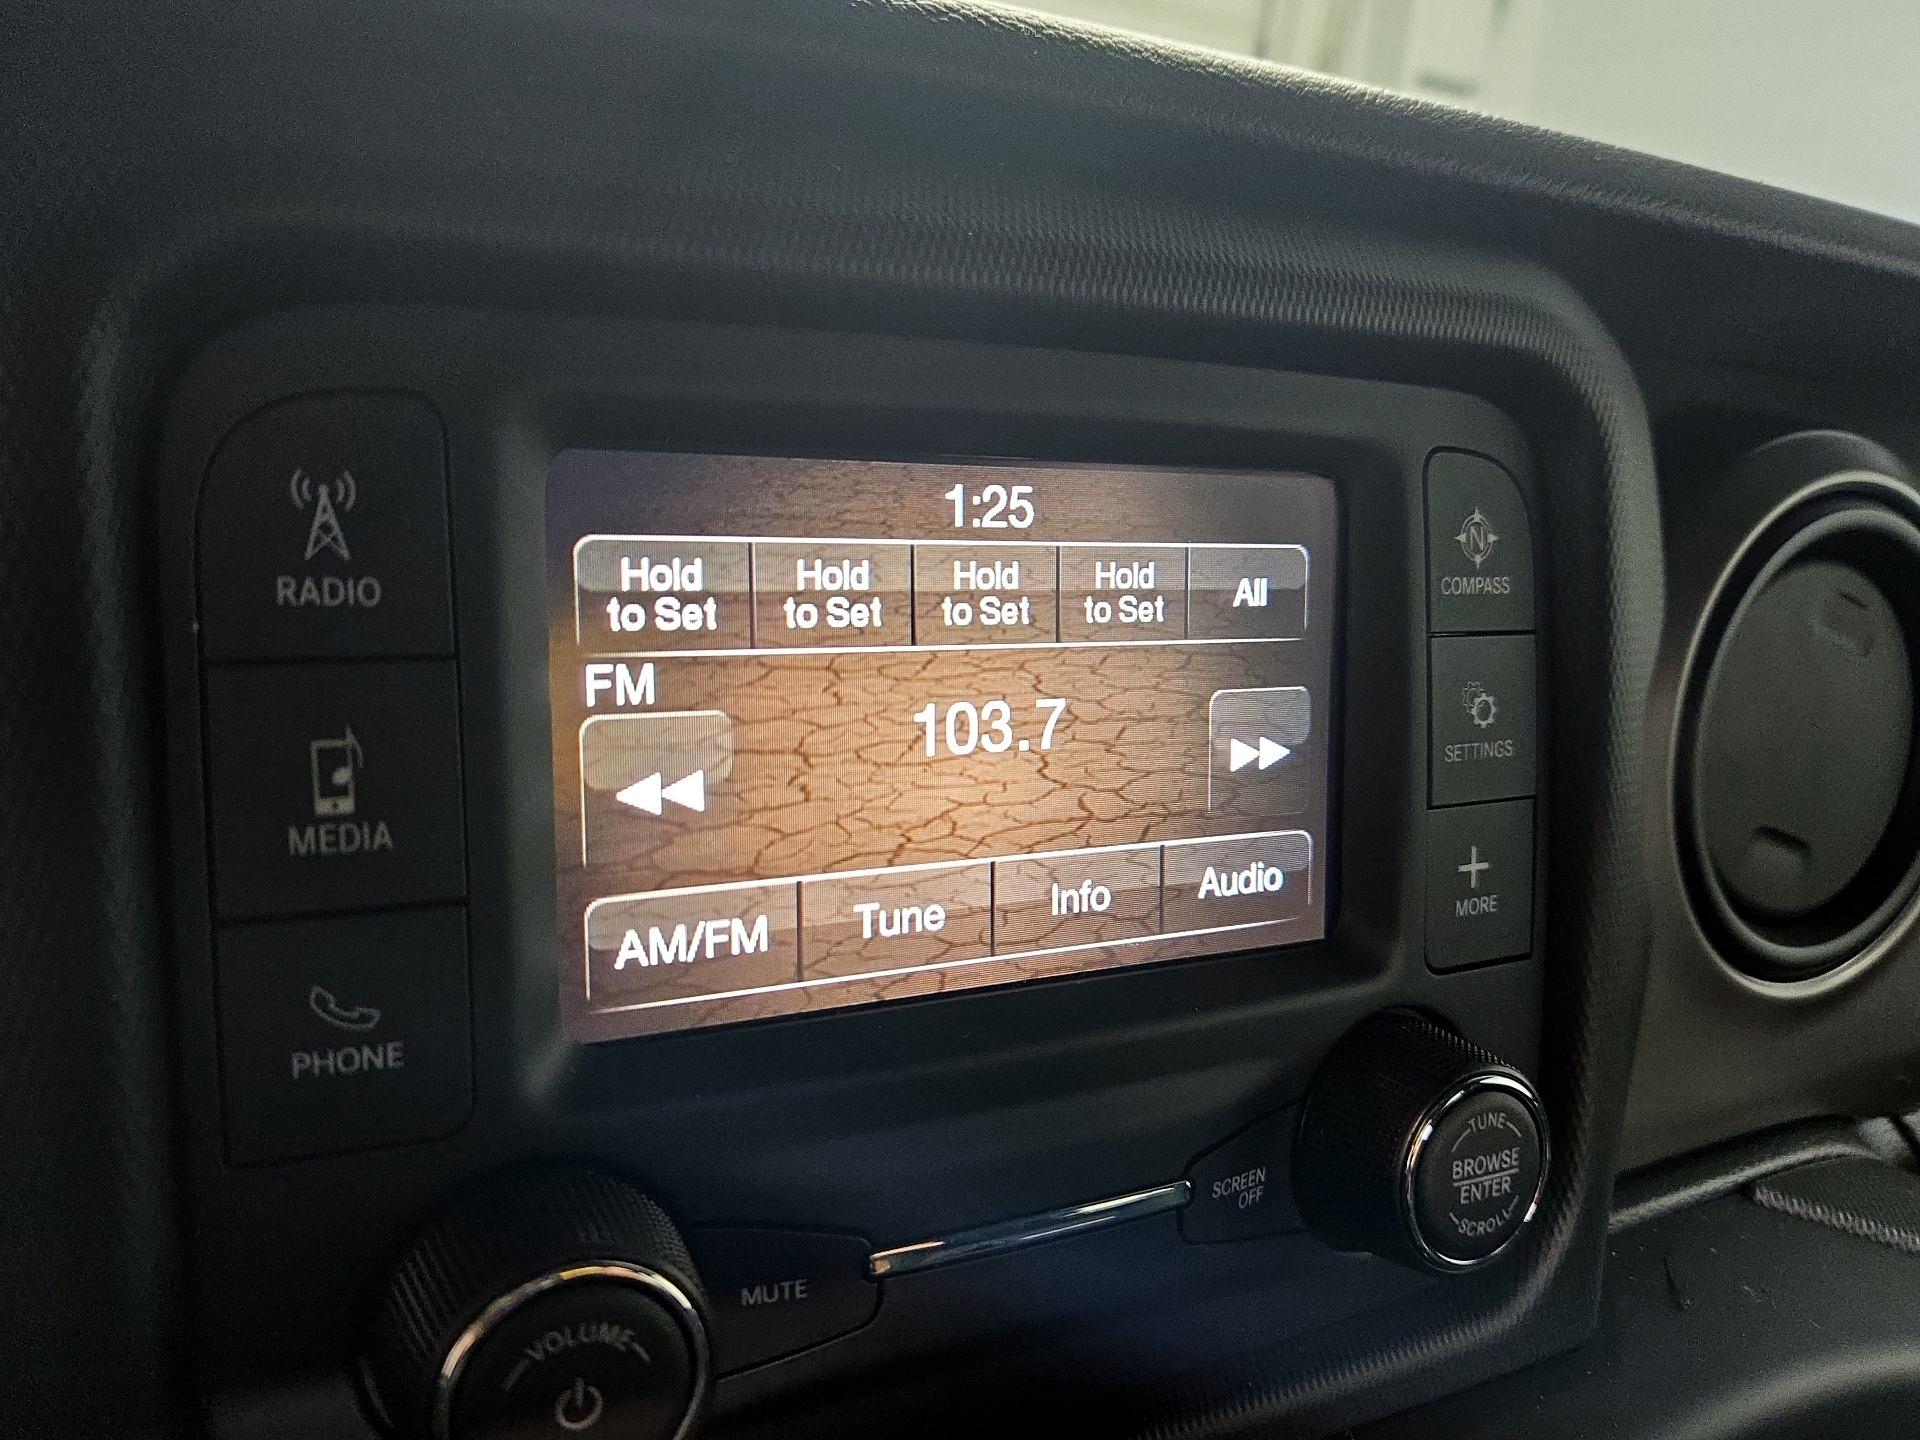 1:25
Hold to Set
Hold to Set
Hold to Set
Hold to Set
All
FM
103.7
AM/FM
Tune
Info
Audio
RADIO
MEDIA
PHONE
N
COMPASS
SETTINGS
MORE
MUTE
SCREEN OFF
VOLUME
TUNE
BROWSE
ENTER
SCROLL